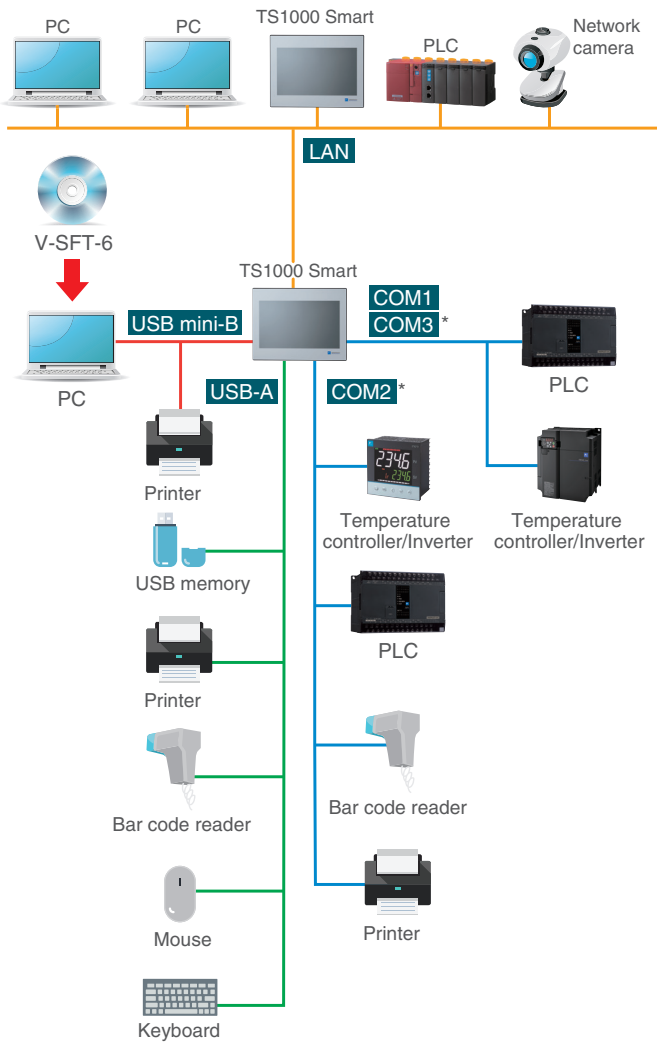 PC
PC
TS1000 Smart
PLC
Network
camera
LAN
V-SFT-6
TS1000 Smart
COM1
COM3 *
USB mini-B
PC
PLC
USB-A
COM2 *
2346
2346
Printer
Temperature
controller/Inverter
Temperature
controller/Inverter
USB memory
PLC
Printer
Bar code reader
Bar code reader
Mouse
Printer
Keyboard